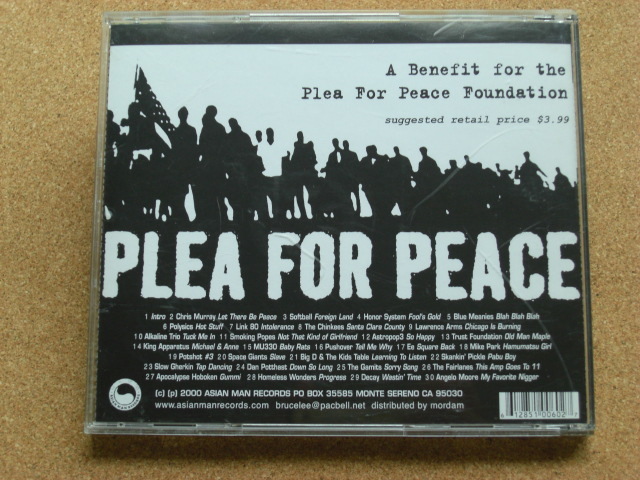 A Benefit for the
Plea For Peace Foundation
suggested retail price $3.99
PLEA FOR PEACE
1 Intro 2 Chris Murray Let There Be Peace 3 Softball Foreign Land 4 Honor System Fool's Gold 5 Blue Meanies Blah Blah Blah
6 Polysics Hot Stuff 7 Link 80 Intolerance 8 The Chinkees Santa Clara County 9 Lawrence Arms Chicago Is Burning
10 Alkaline Trio Tuck Me In 11 Smoking Popes Not That Kind of Girlfriend 12 Astropop3 So Happy 13 Trust Foundation Old Man Maple
14 King Apparatus Michael & Anne 15 MU330 Baby Rats 16 Pushover Tell Me Why 17 Ee Square Back 18 Mike Park Hamumatsu Girl
19 Potshot #3 20 Space Giants Slave 21 Big D & The Kids Table Learning To Listen 22 Skankin' Pickle Pabu Boy
23 Slow Gherkin Tap Dancing 24 Dan Potthast Down So Long 25 The Gamits Sorry Song 26 The Fairlanes This Amp Goes To 11
27 Apocalypse Hoboken Gummi 28 Homeless Wonders Progress 29 Decay Wastin' Time 30 Angelo Moore My Favorite Nigger
(c) (p) 2000 ASIAN MAN RECORDS PO BOX 35585 MONTE SERENO CA 95030
www.asianmanrecords.com brucelee@pacbell.net distributed by mordam
12851 00602